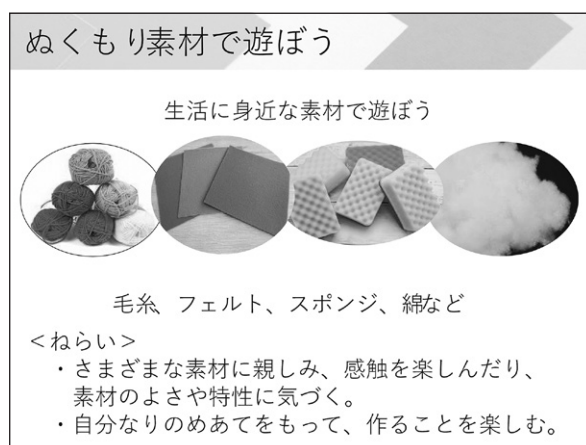 ぬくもり素材で遊ぼう
生活に身近な素材で遊ぼう
毛糸、フェルト、スポンジ、綿など
＜ねらい＞
・さまざまな素材に親しみ、感触を楽しんだり、
素材のよさや特性に気づく。
・自分なりのめあてをもって、作ることを楽しむ。